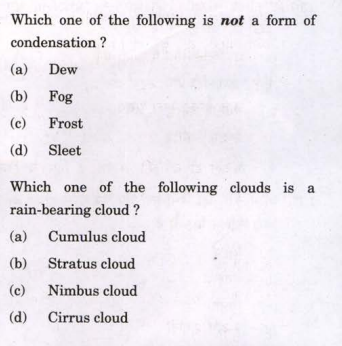 Which one of the following is not a form of
condensation ?
(a) Dew
(b) Fog
(c) Frost
(d) Sleet
Which one of the following clouds is a
rain-bearing cloud ?
(a) Cumulus cloud
(b) Stratus cloud
(c) Nimbus cloud
(d) Cirrus cloud